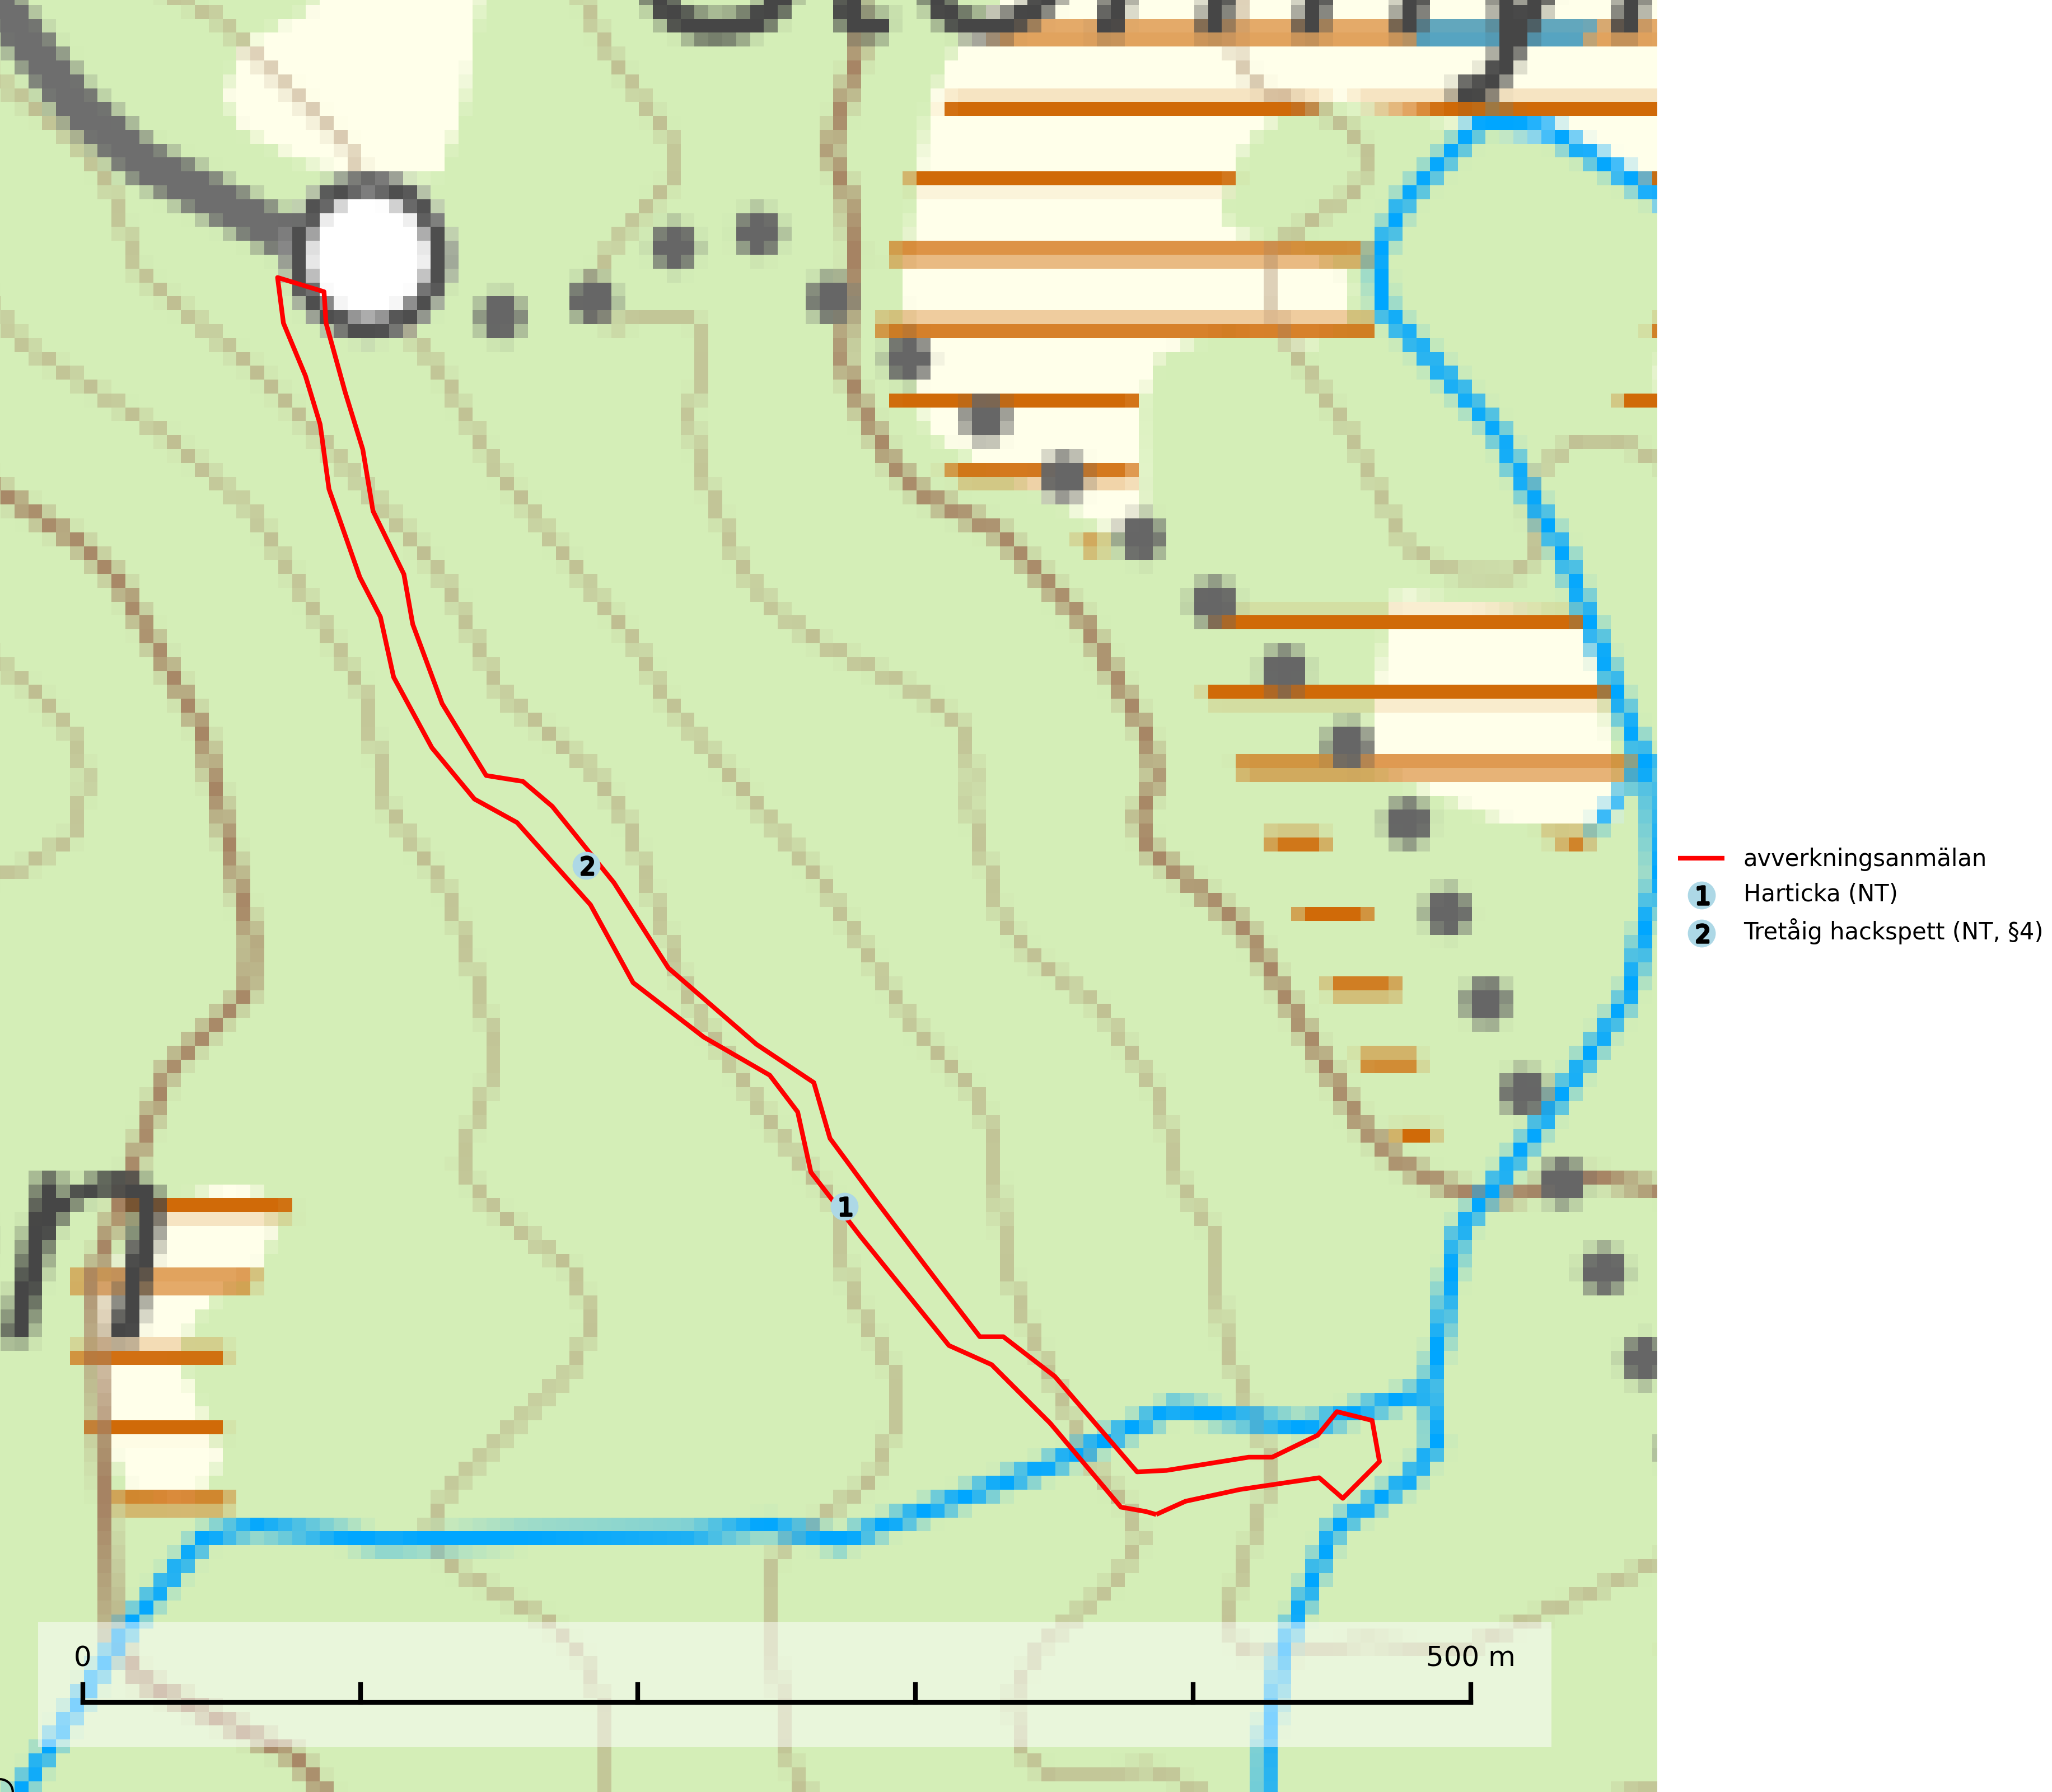 2
1
avverkningsanmälan
1 Harticka (NT)
2 Tretåig hackspett (NT, §4)
0 500 m